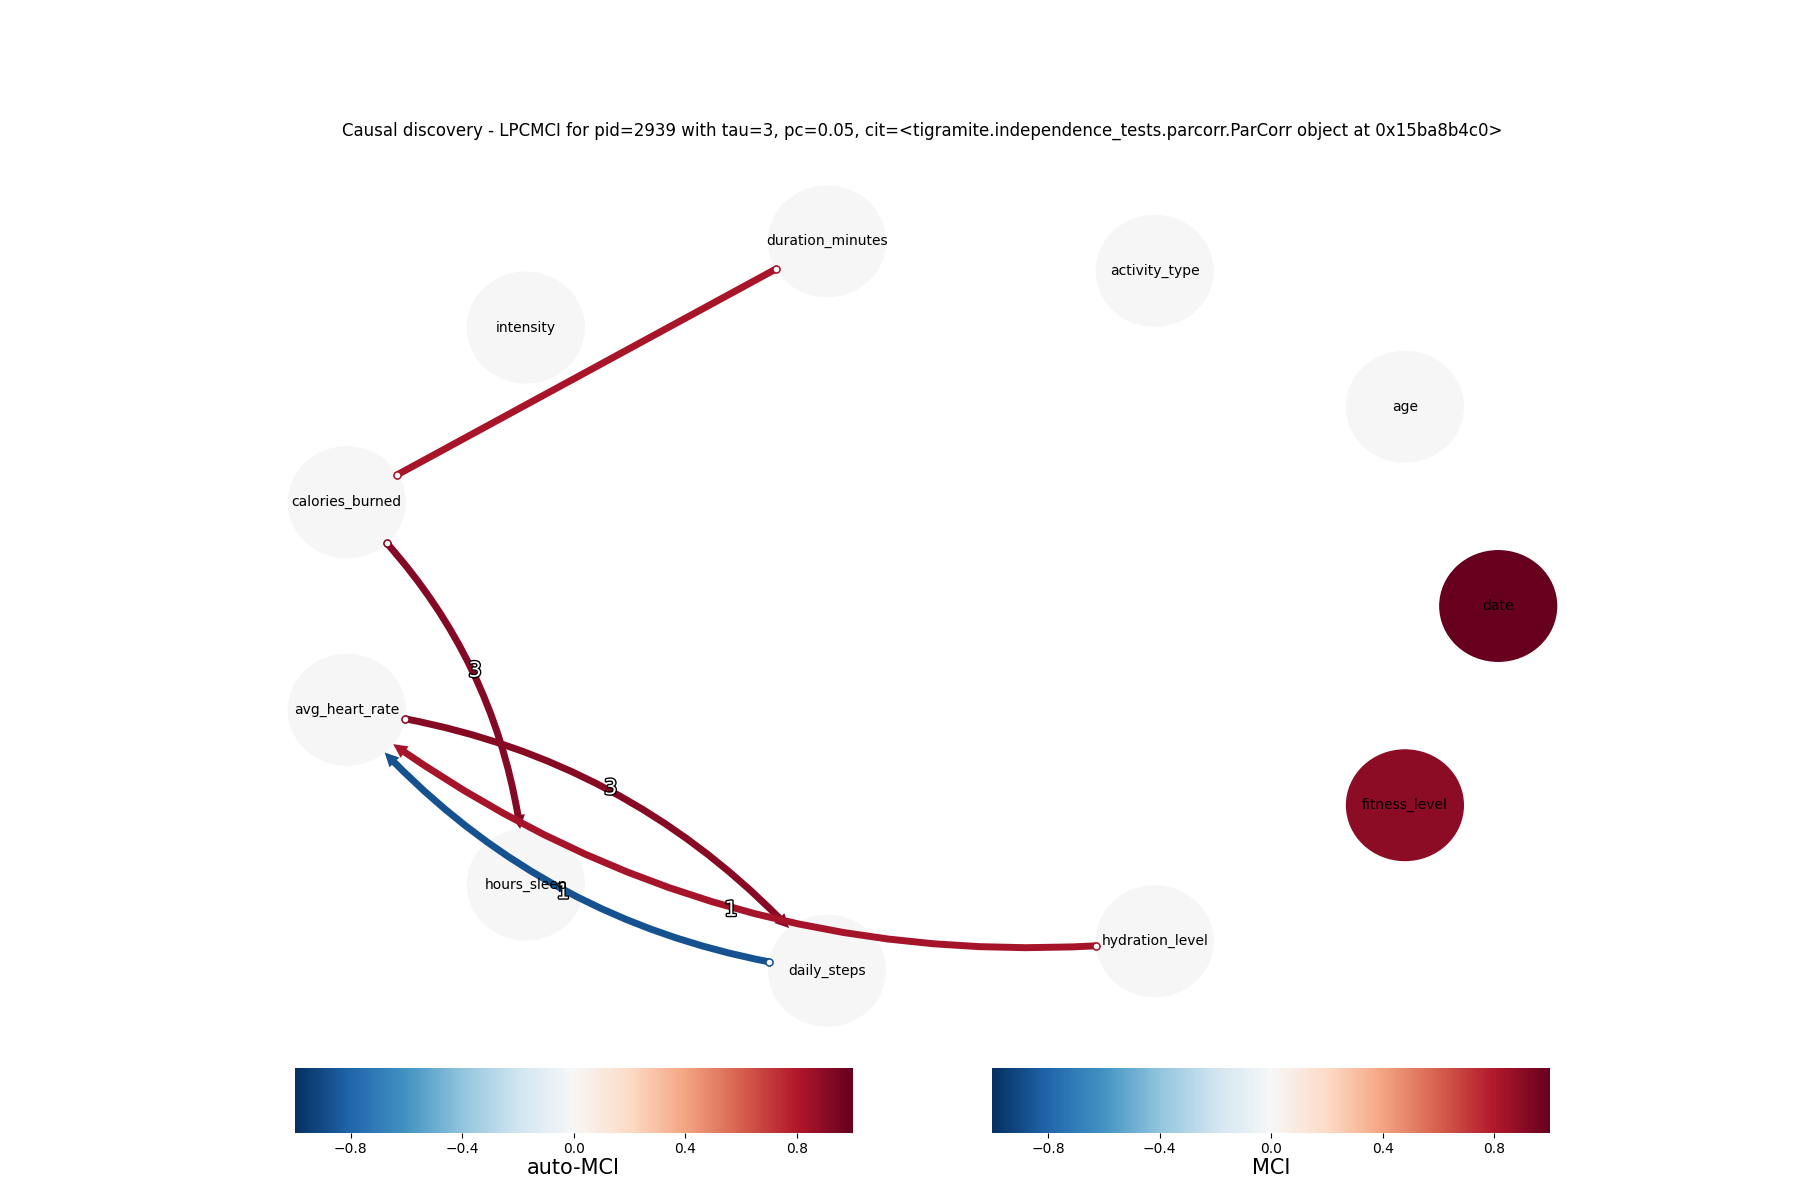 Causal discovery - LPCMCI for pid=2939 with tau=3, pc=0.05, cit=<tigramite.independence_tests.parcorr.ParCorr object at 0x15ba8b4c0>
duration_minutes
activity_type
intensity
age
calories_burned
date
3
avg_heart_rate
3
fitness_level
hours_sleep
1
1
hydration_level
daily_steps
−0.8 −0.4 0.0 0.4 0.8
auto-MCI
−0.8 −0.4 0.0 0.4 0.8
MCI